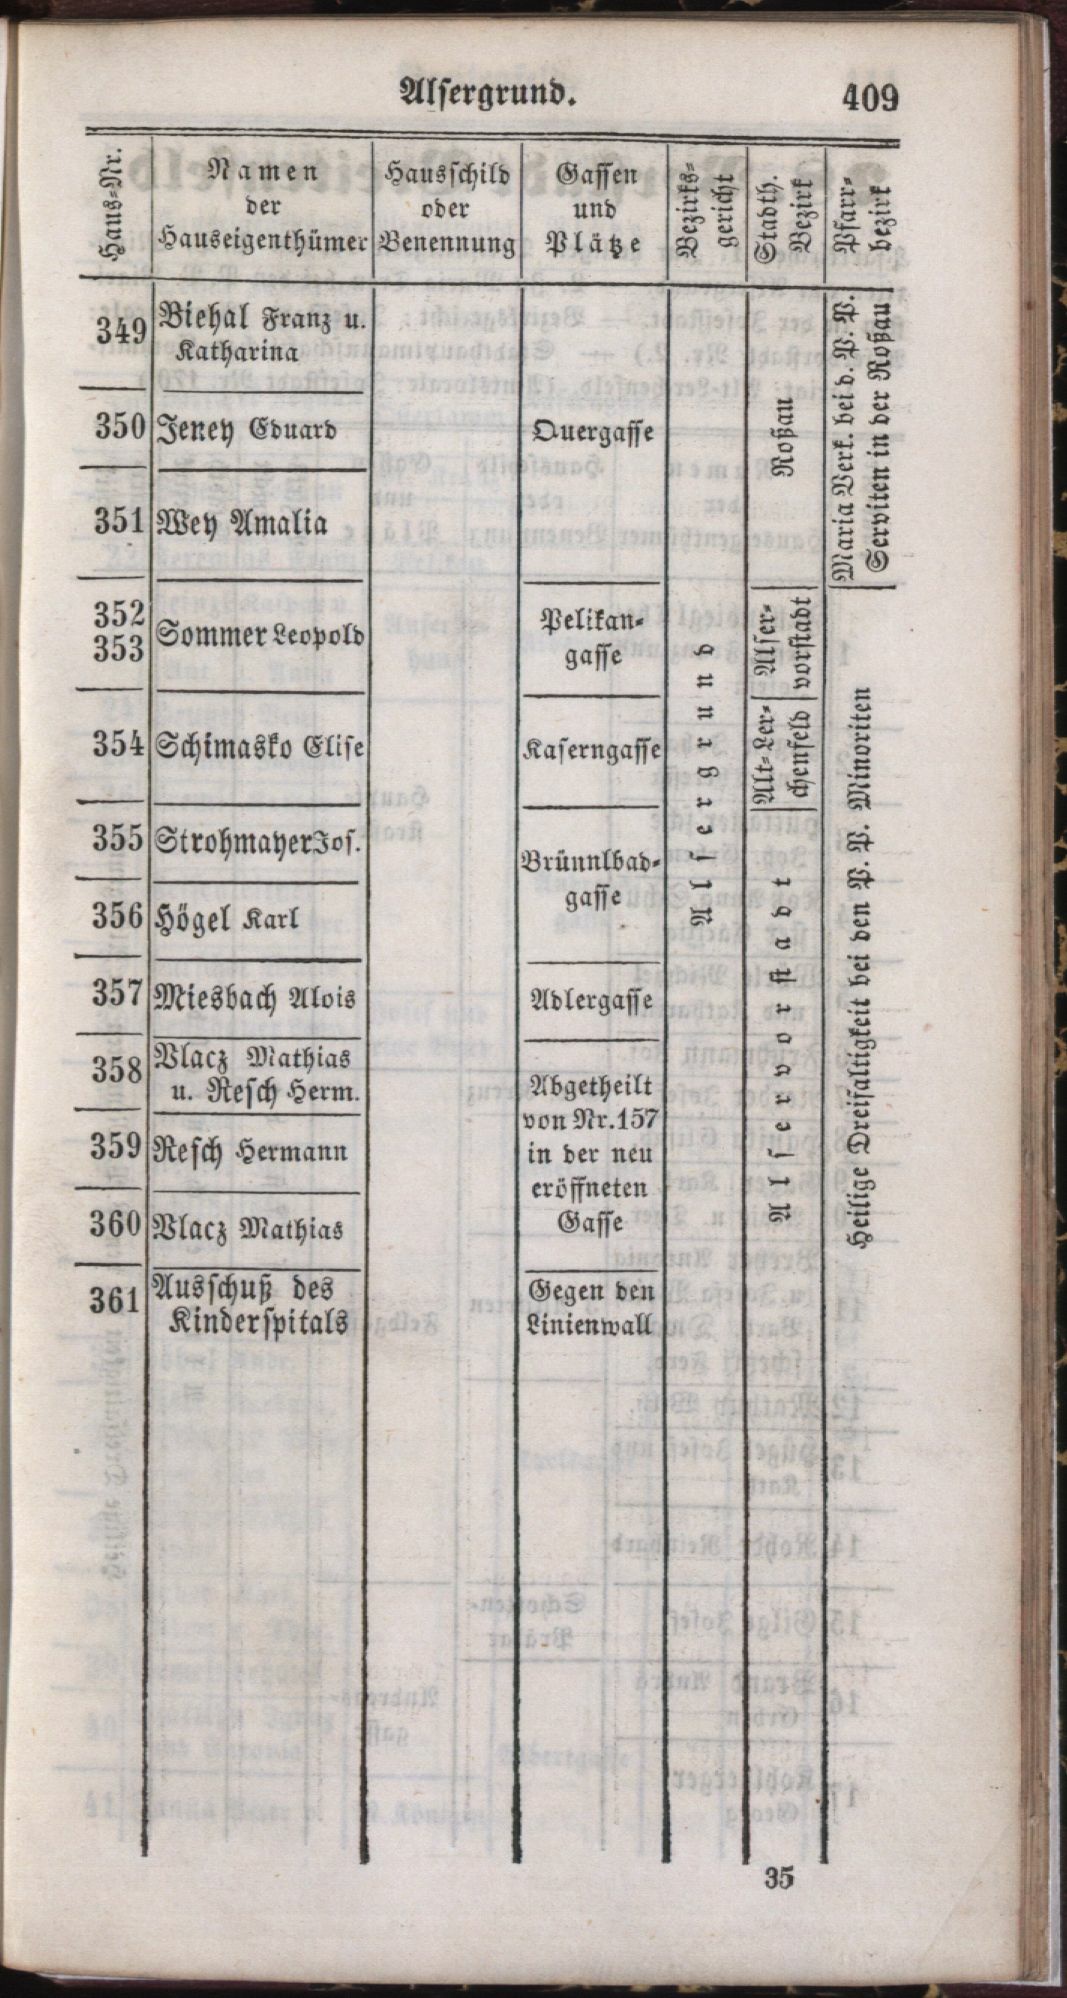 Alsergrund. 409
Haus-Nr.
Namen
der
Hauseigenthümer
Hausschild
oder
Benennung
Gassen
und
Plätze
Bezirks-
gericht
Stadth.
Bezirk
Pfarr-
bezirk
349 Biehal Franz u.
Katharina
350 Jeney Eduard
Quergasse
351 Wey Amalia
Roßau
Maria Verk. bei d. P. P.
Serviten in der Roßau
352
353
Sommer Leopold
Pelikan-
gasse
Alser-
vorstadt
354 Schimasko Elise
Kaserngasse
Alt-Ler-
chenfeld
355 Strohmayer Jos.
356 Högel Karl
Brünnlbad-
gasse
357 Miesbach Alois
Adlergasse
358 Vlacz Mathias
u. Resch Herm.
359 Resch Hermann
360 Vlacz Mathias
Abgetheilt
von Nr. 157
in der neu
eröffneten
Gasse
361 Ausschuß des
Kinderspitals
Gegen den
Linienwall
Alsergrund
Alservorstadt
Heilige Dreifaltigkeit bei den P. P. Minoriten
35